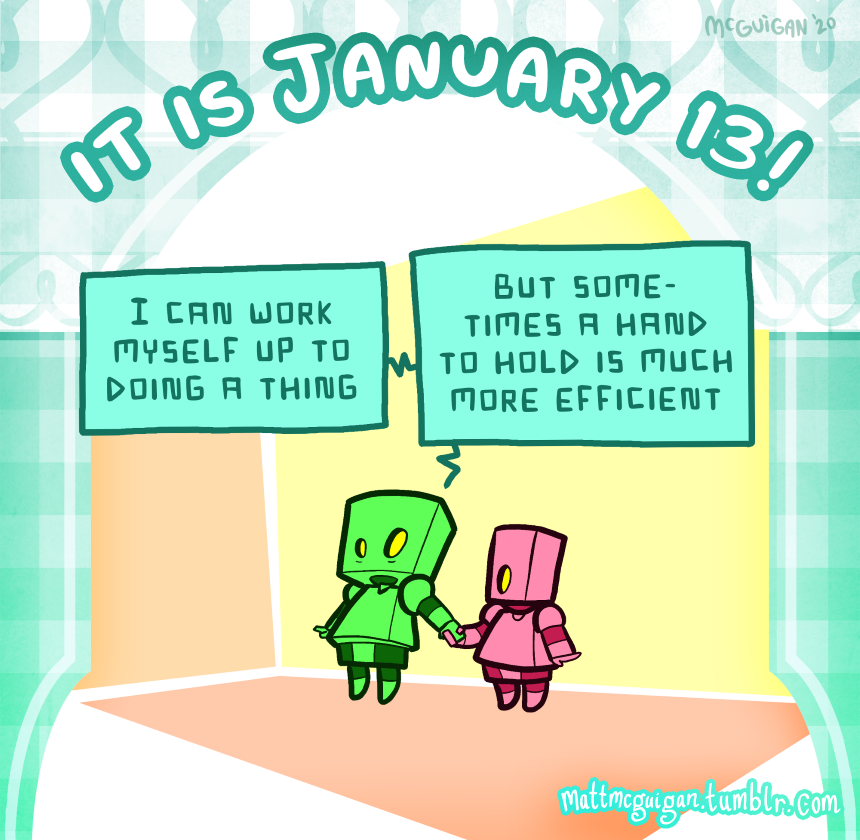 McGUiGAN '20
IT IS JANUARY 13!
I CAN WORK
MYSELF UP TO
DOING A THING
BUT SOME-
TIMES A HAND
TO HOLD IS MUCH
MORE EFFICIENT
mattmcguigan.tumblr.com